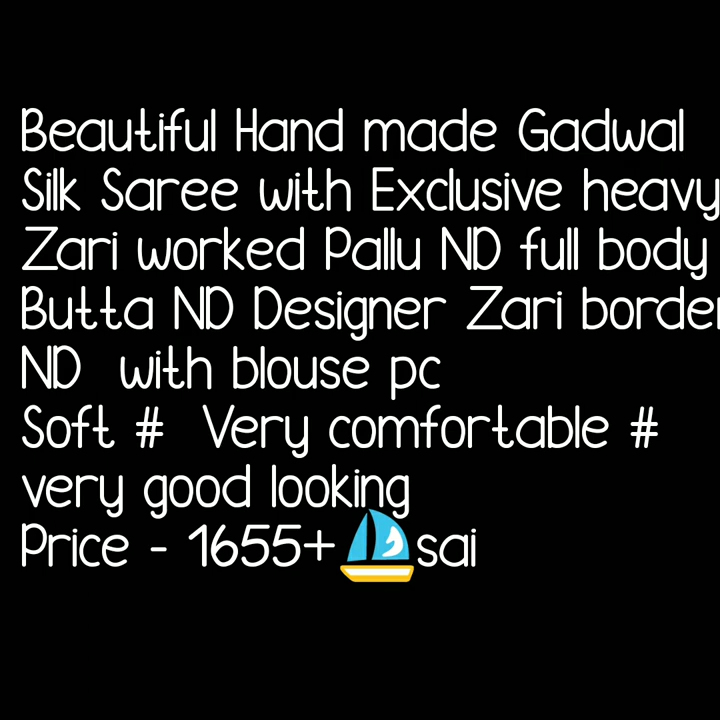 Beautiful Hand made Gadwal
Silk Saree with Exclusive heavy
Zari worked Pallu ND full body
Butta ND Designer Zari border
ND with blouse pc
Soft # Very comfortable #
very good looking
Price - 1655+⛵sai